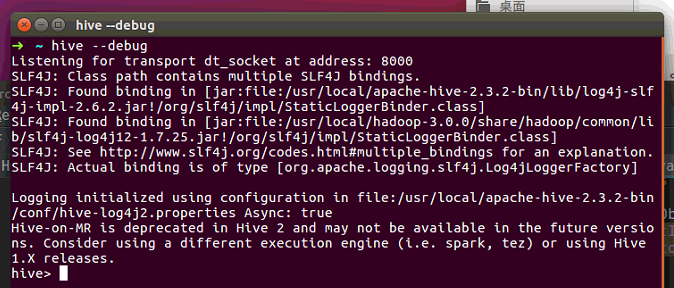 桌面
hive --debug
➜ ~ hive --debug
Listening for transport dt_socket at address: 8000
SLF4J: Class path contains multiple SLF4J bindings.
SLF4J: Found binding in [jar:file:/usr/local/apache-hive-2.3.2-bin/lib/log4j-slf
4j-impl-2.6.2.jar!/org/slf4j/impl/StaticLoggerBinder.class]
SLF4J: Found binding in [jar:file:/usr/local/hadoop-3.0.0/share/hadoop/common/li
b/slf4j-log4j12-1.7.25.jar!/org/slf4j/impl/StaticLoggerBinder.class]
SLF4J: See http://www.slf4j.org/codes.html#multiple_bindings for an explanation.
SLF4J: Actual binding is of type [org.apache.logging.slf4j.Log4jLoggerFactory]
Logging initialized using configuration in file:/usr/local/apache-hive-2.3.2-bin
/conf/hive-log4j2.properties Async: true
Hive-on-MR is deprecated in Hive 2 and may not be available in the future versio
ns. Consider using a different execution engine (i.e. spark, tez) or using Hive
1.X releases.
hive>